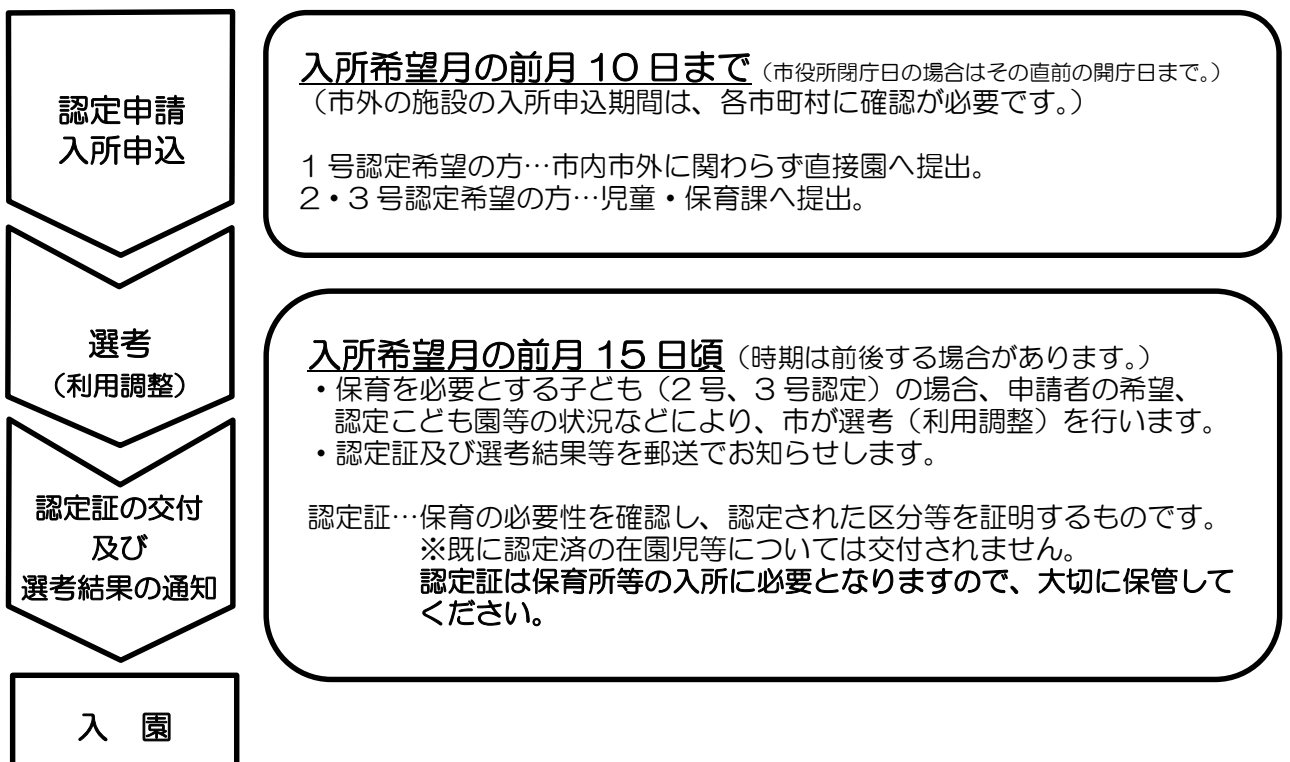 認定申請
入所申込
入所希望月の前月 10 日まで（市役所閉庁日の場合はその直前の開庁日まで。）
（市外の施設の入所申込期間は、各市町村に確認が必要です。）
1 号認定希望の方…市内市外に関わらず直接園へ提出。
2・3 号認定希望の方…児童・保育課へ提出。
選考
（利用調整）
入所希望月の前月 15 日頃（時期は前後する場合があります。）
・保育を必要とする子ども（2 号、3 号認定）の場合、申請者の希望、
認定こども園等の状況などにより、市が選考（利用調整）を行います。
・認定証及び選考結果等を郵送でお知らせします。
認定証の交付
及び
選考結果の通知
認定証…保育の必要性を確認し、認定された区分等を証明するものです。
※既に認定済の在園児等については交付されません。
認定証は保育所等の入所に必要となりますので、大切に保管して
ください。
入　園